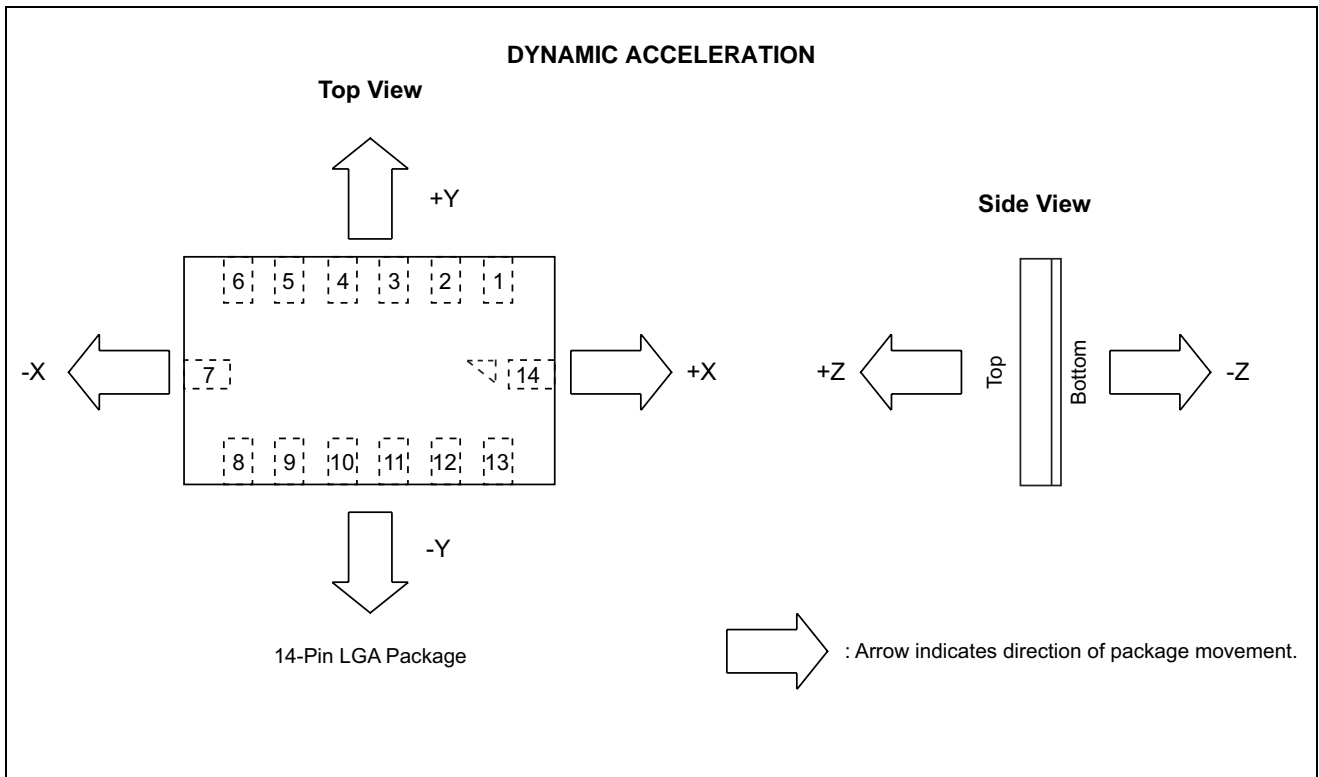 DYNAMIC ACCELERATION
Top View
+Y
Side View
6 5 4 3 2 1
-X
7
14
+X
+Z
Top
Bottom
-Z
8 9 10 11 12 13
-Y
14-Pin LGA Package
: Arrow indicates direction of package movement.